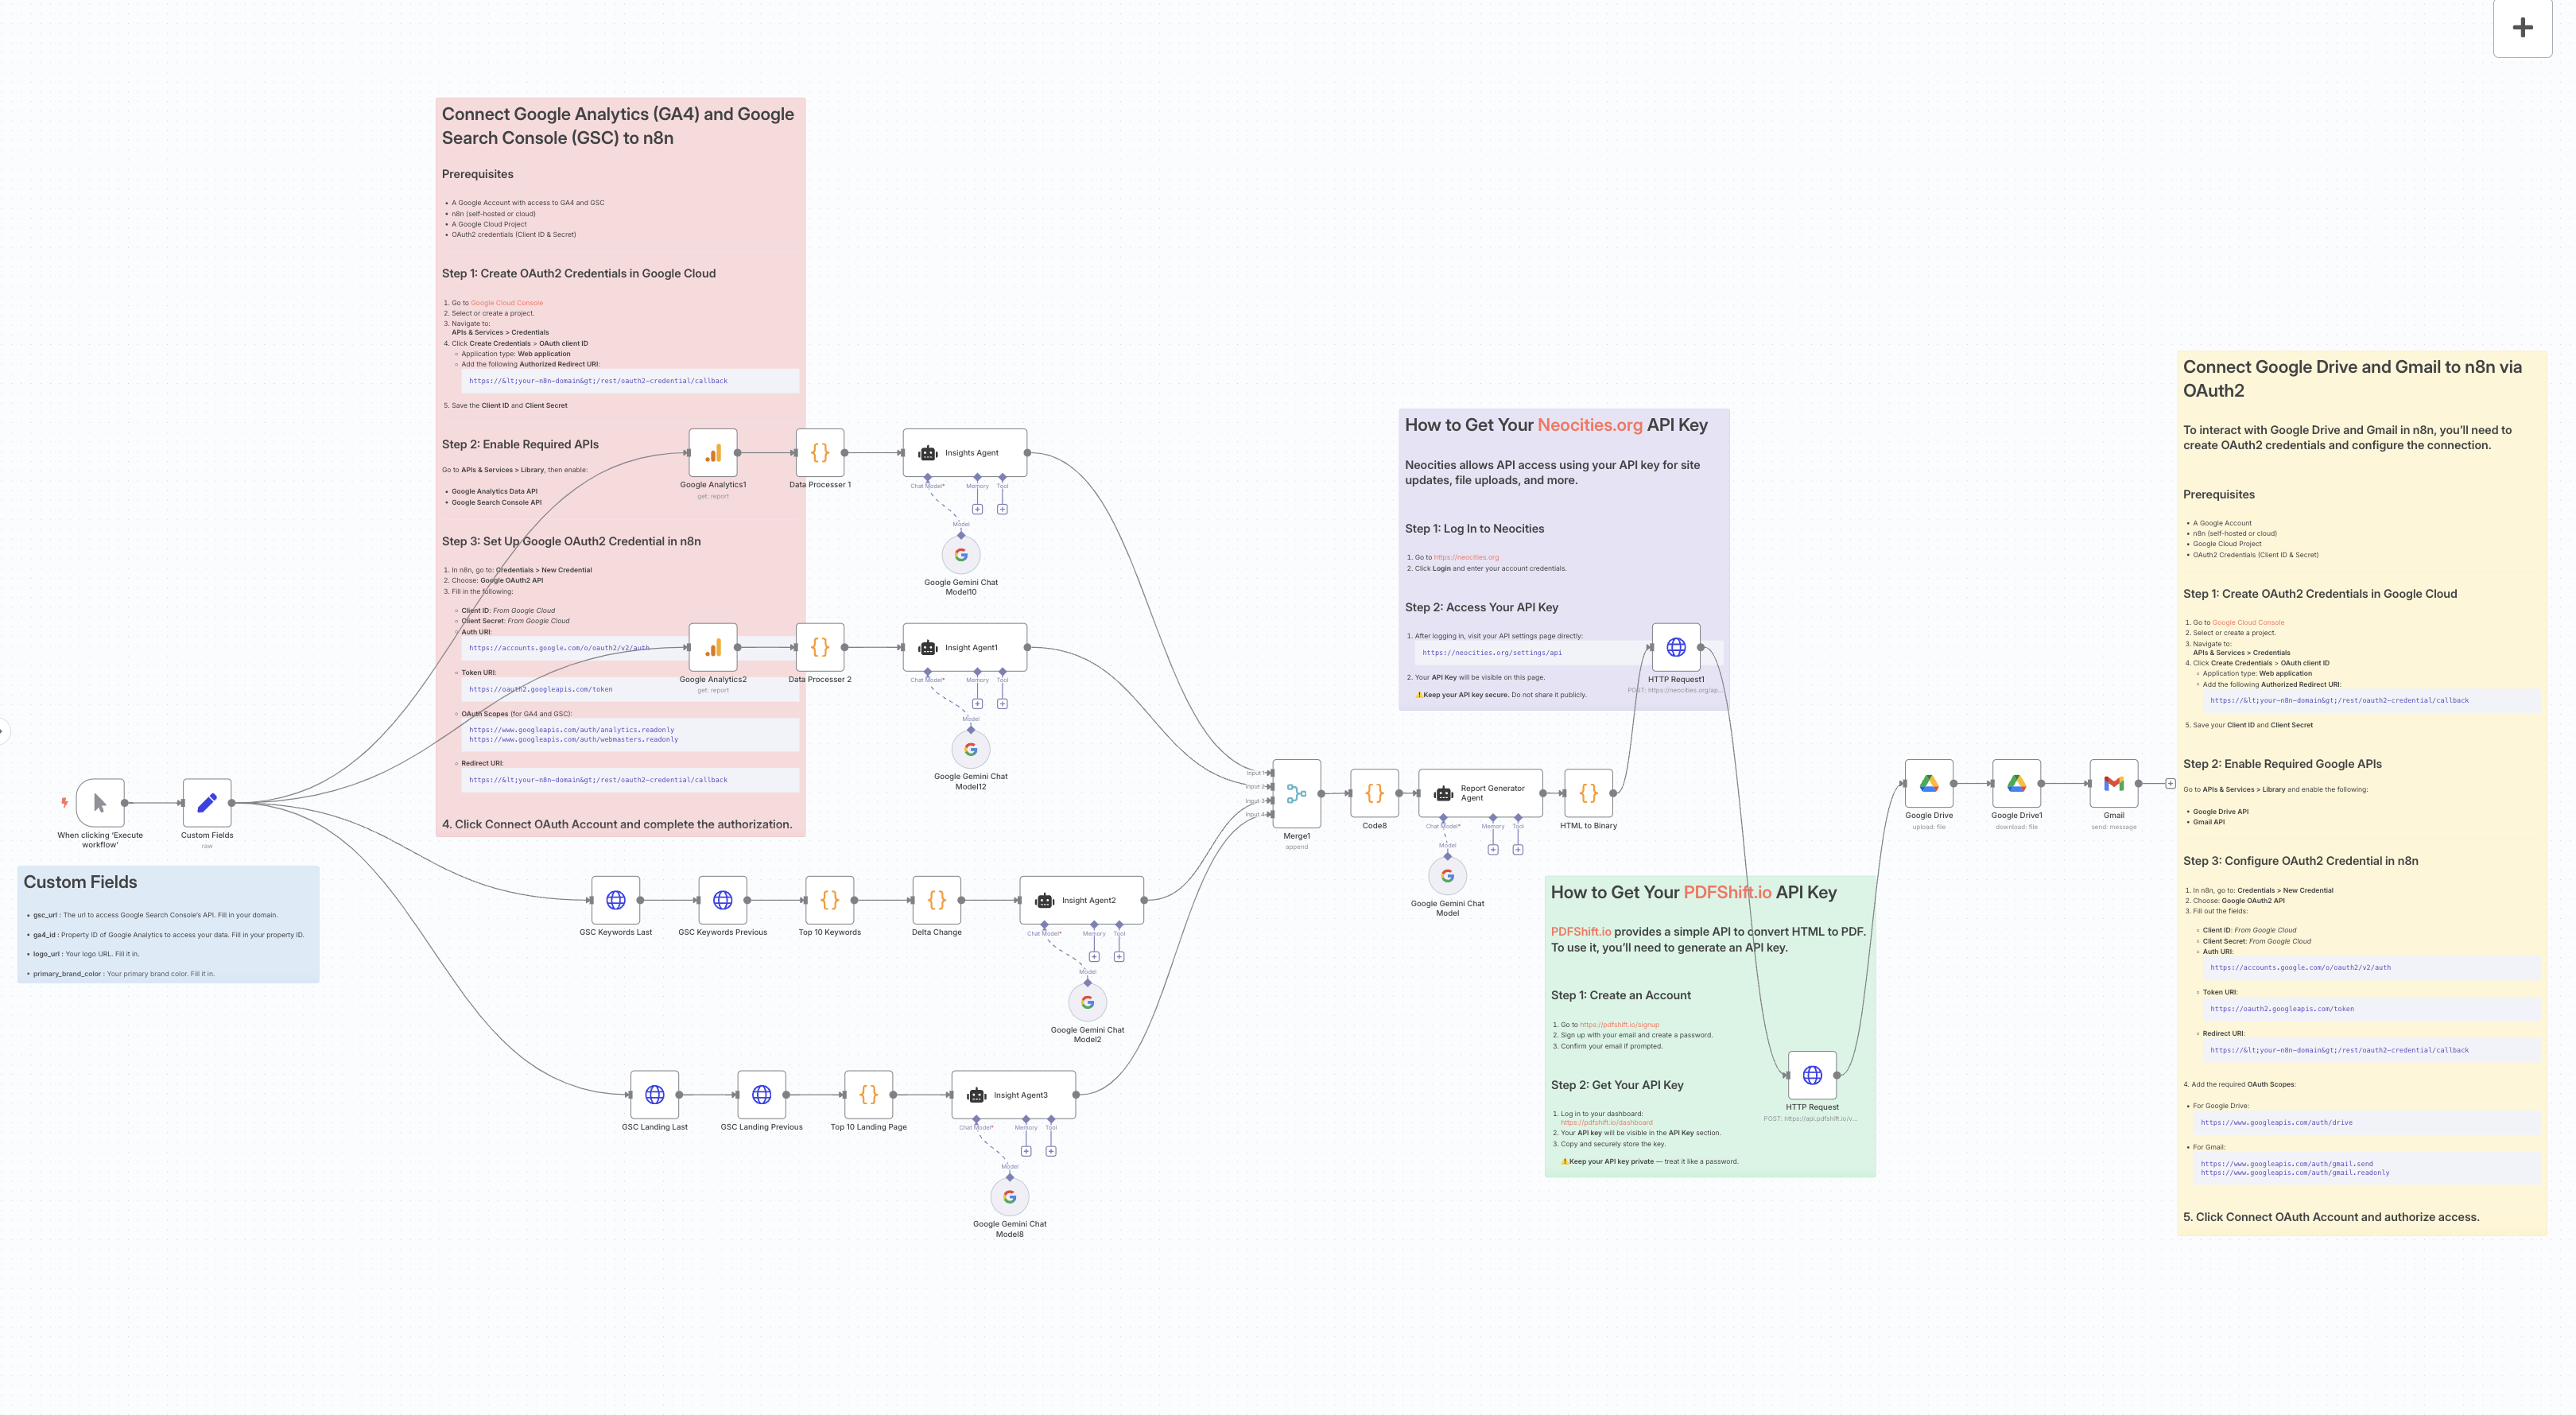 Connect Google Analytics (GA4) and Google
Search Console (GSC) to n8n
Prerequisites
• A Google Account with access to GA4 and GSC
• n8n (self-hosted or cloud)
• A Google Cloud Project
• OAuth2 credentials (Client ID & Secret)
Step 1: Create OAuth2 Credentials in Google Cloud
1. Go to Google Cloud Console
2. Select or create a project.
3. Navigate to:
APIs & Services > Credentials
4. Click Create Credentials > OAuth client ID
◦ Application type: Web application
◦ Add the following Authorized Redirect URI:
https://&lt;your-n8n-domain&gt;/rest/oauth2-credential/callback
5. Save the Client ID and Client Secret
Step 2: Enable Required APIs
Go to APIs & Services > Library, then enable:
• Google Analytics Data API
• Google Search Console API
Step 3: Set Up Google OAuth2 Credential in n8n
1. In n8n, go to: Credentials > New Credential
2. Choose: Google OAuth2 API
3. Fill in the following:
◦ Client ID: From Google Cloud
◦ Client Secret: From Google Cloud
◦ Auth URI:
https://accounts.google.com/o/oauth2/v2/auth
◦ Token URI:
https://oauth2.googleapis.com/token
◦ OAuth Scopes (for GA4 and GSC):
https://www.googleapis.com/auth/analytics.readonly
https://www.googleapis.com/auth/webmasters.readonly
◦ Redirect URI:
https://&lt;your-n8n-domain&gt;/rest/oauth2-credential/callback
4. Click Connect OAuth Account and complete the authorization.
When clicking 'Execute
workflow'
Custom Fields
raw
Custom Fields
• gsc_url : The url to access Google Search Console's API. Fill in your domain.
• ga4_id : Property ID of Google Analytics to access your data. Fill in your property ID.
• logo_url : Your logo URL. Fill it in.
• primary_brand_color : Your primary brand color. Fill it in.
Google Analytics1
get: report
Data Processer 1
Insights Agent
Chat Model*
Memory
Tool
Model
Google Gemini Chat
Model10
Google Analytics2
get: report
Data Processer 2
Insight Agent1
Chat Model*
Memory
Tool
Model
Google Gemini Chat
Model12
GSC Keywords Last
GSC Keywords Previous
Top 10 Keywords
Delta Change
Insight Agent2
Chat Model*
Memory
Tool
Model
Google Gemini Chat
Model2
GSC Landing Last
GSC Landing Previous
Top 10 Landing Page
Insight Agent3
Chat Model*
Memory
Tool
Model
Google Gemini Chat
Model8
Input 1
Input 2
Input 3
Input 4
Merge1
append
Code8
Report Generator
Agent
Chat Model*
Memory
Tool
Model
Google Gemini Chat
Model
HTML to Binary
How to Get Your Neocities.org API Key
Neocities allows API access using your API key for site
updates, file uploads, and more.
Step 1: Log In to Neocities
1. Go to https://neocities.org
2. Click Login and enter your account credentials.
Step 2: Access Your API Key
1. After logging in, visit your API settings page directly:
https://neocities.org/settings/api
2. Your API Key will be visible on this page.
⚠️Keep your API key secure. Do not share it publicly.
HTTP Request1
POST: https://neocities.org/ap...
How to Get Your PDFShift.io API Key
PDFShift.io provides a simple API to convert HTML to PDF.
To use it, you'll need to generate an API key.
Step 1: Create an Account
1. Go to https://pdfshift.io/signup
2. Sign up with your email and create a password.
3. Confirm your email if prompted.
Step 2: Get Your API Key
1. Log in to your dashboard:
https://pdfshift.io/dashboard
2. Your API key will be visible in the API Key section.
3. Copy and securely store the key.
⚠️Keep your API key private — treat it like a password.
HTTP Request
POST: https://api.pdfshift.io/v...
Google Drive
upload: file
Google Drive1
download: file
Gmail
send: message
Connect Google Drive and Gmail to n8n via
OAuth2
To interact with Google Drive and Gmail in n8n, you'll need to
create OAuth2 credentials and configure the connection.
Prerequisites
• A Google Account
• n8n (self-hosted or cloud)
• Google Cloud Project
• OAuth2 Credentials (Client ID & Secret)
Step 1: Create OAuth2 Credentials in Google Cloud
1. Go to Google Cloud Console
2. Select or create a project.
3. Navigate to:
APIs & Services > Credentials
4. Click Create Credentials > OAuth client ID
◦ Application type: Web application
◦ Add the following Authorized Redirect URI:
https://&lt;your-n8n-domain&gt;/rest/oauth2-credential/callback
5. Save your Client ID and Client Secret
Step 2: Enable Required Google APIs
Go to APIs & Services > Library and enable the following:
• Google Drive API
• Gmail API
Step 3: Configure OAuth2 Credential in n8n
1. In n8n, go to: Credentials > New Credential
2. Choose: Google OAuth2 API
3. Fill out the fields:
◦ Client ID: From Google Cloud
◦ Client Secret: From Google Cloud
◦ Auth URI:
https://accounts.google.com/o/oauth2/v2/auth
◦ Token URI:
https://oauth2.googleapis.com/token
◦ Redirect URI:
https://&lt;your-n8n-domain&gt;/rest/oauth2-credential/callback
4. Add the required OAuth Scopes:
• For Google Drive:
https://www.googleapis.com/auth/drive
• For Gmail:
https://www.googleapis.com/auth/gmail.send
https://www.googleapis.com/auth/gmail.readonly
5. Click Connect OAuth Account and authorize access.